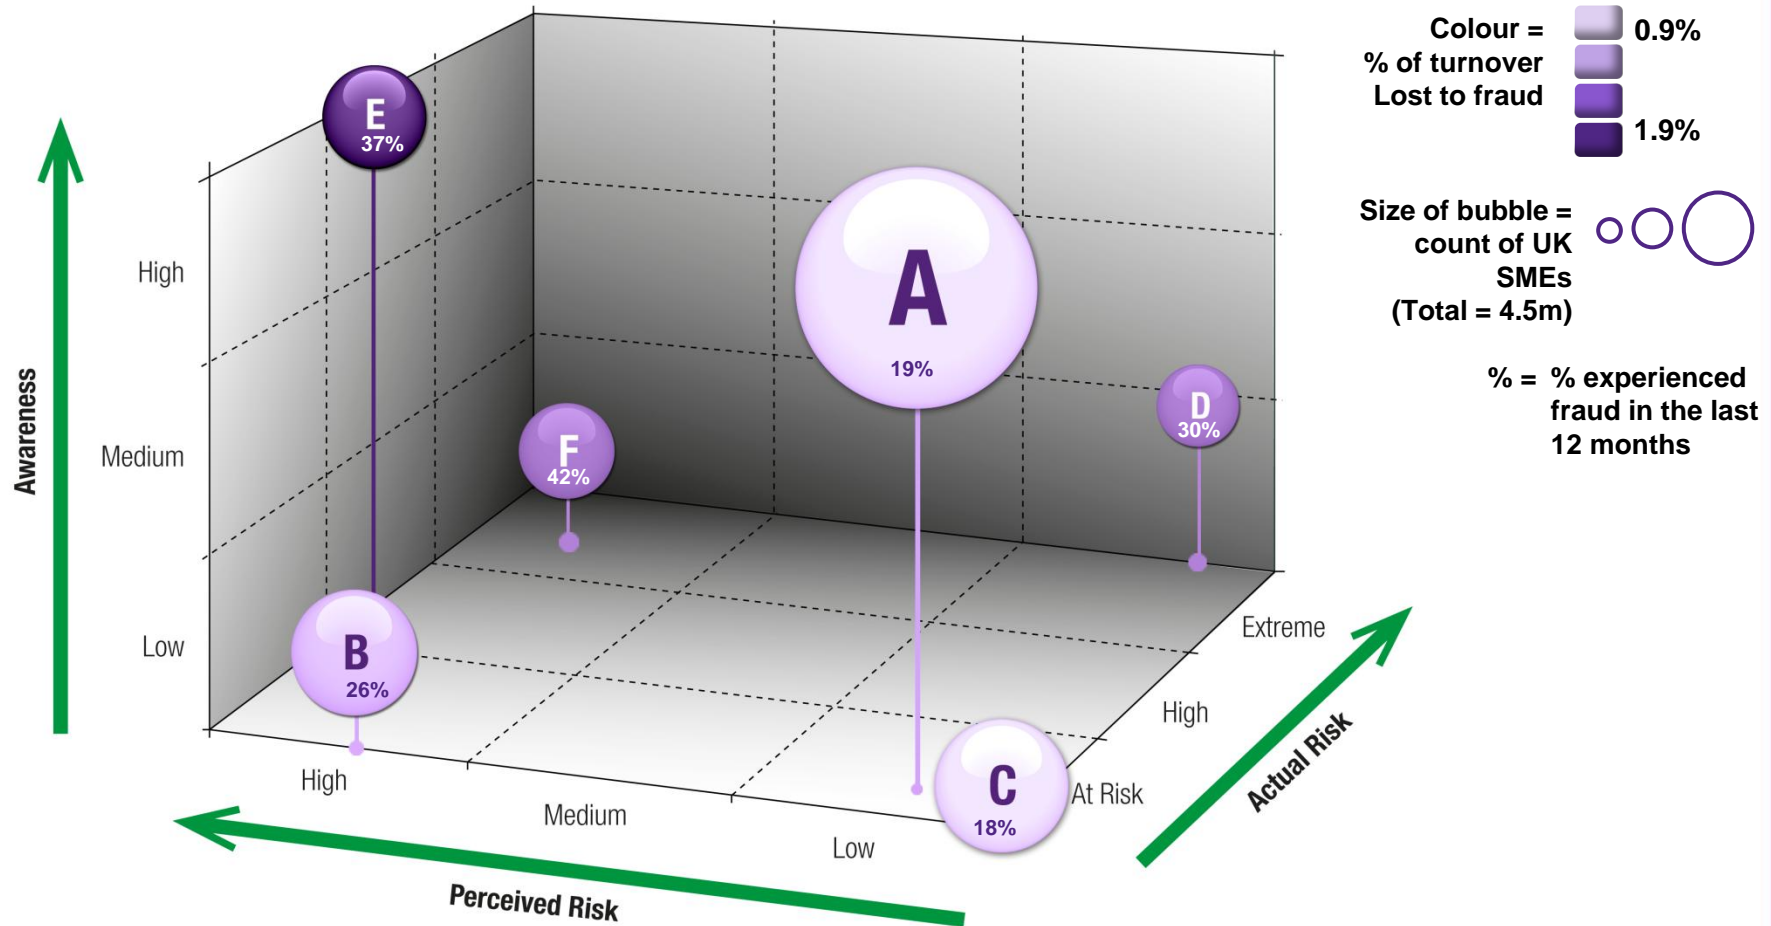 Colour =
% of turnover
Lost to fraud
0.9%
1.9%
Size of bubble =
count of UK
SMEs
(Total = 4.5m)
% = % experienced
fraud in the last
12 months
Awareness
High
Medium
Low
E
37%
A
19%
D
30%
F
42%
B
26%
C
18%
High
Medium
Low
Perceived Risk
At Risk
High
Extreme
Actual Risk